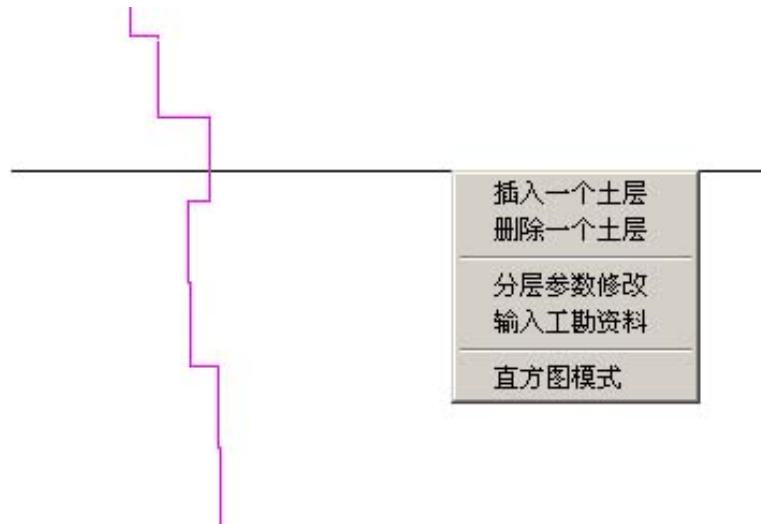 插入一个土层
删除一个土层
分层参数修改
输入工勘资料
直方图模式